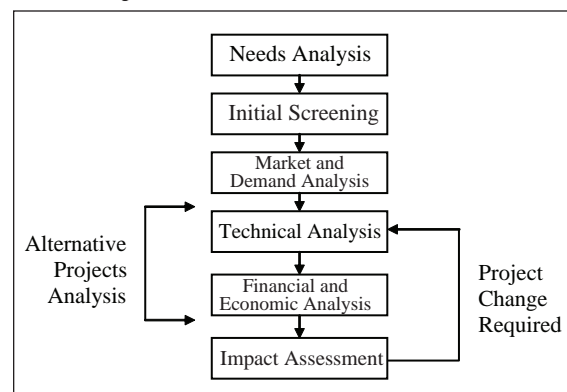 Needs Analysis
Initial Screening
Market and
Demand Analysis
Technical Analysis
Financial and
Economic Analysis
Impact Assessment
Alternative
Projects
Analysis
Project
Change
Required